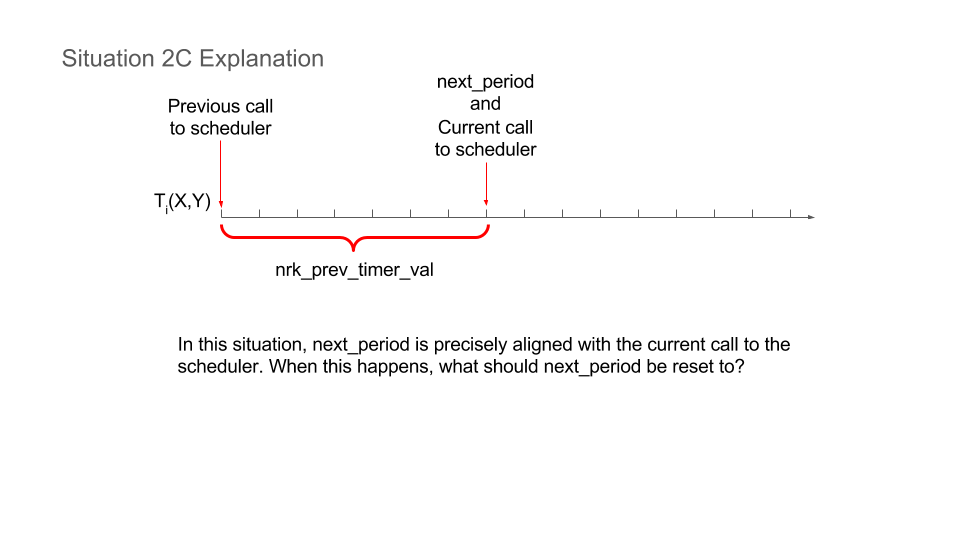 Situation 2C Explanation
next_period
and
Current call
to scheduler
Previous call
to scheduler
Ti(X,Y)
nrk_prev_timer_val
In this situation, next_period is precisely aligned with the current call to the
scheduler. When this happens, what should next_period be reset to?